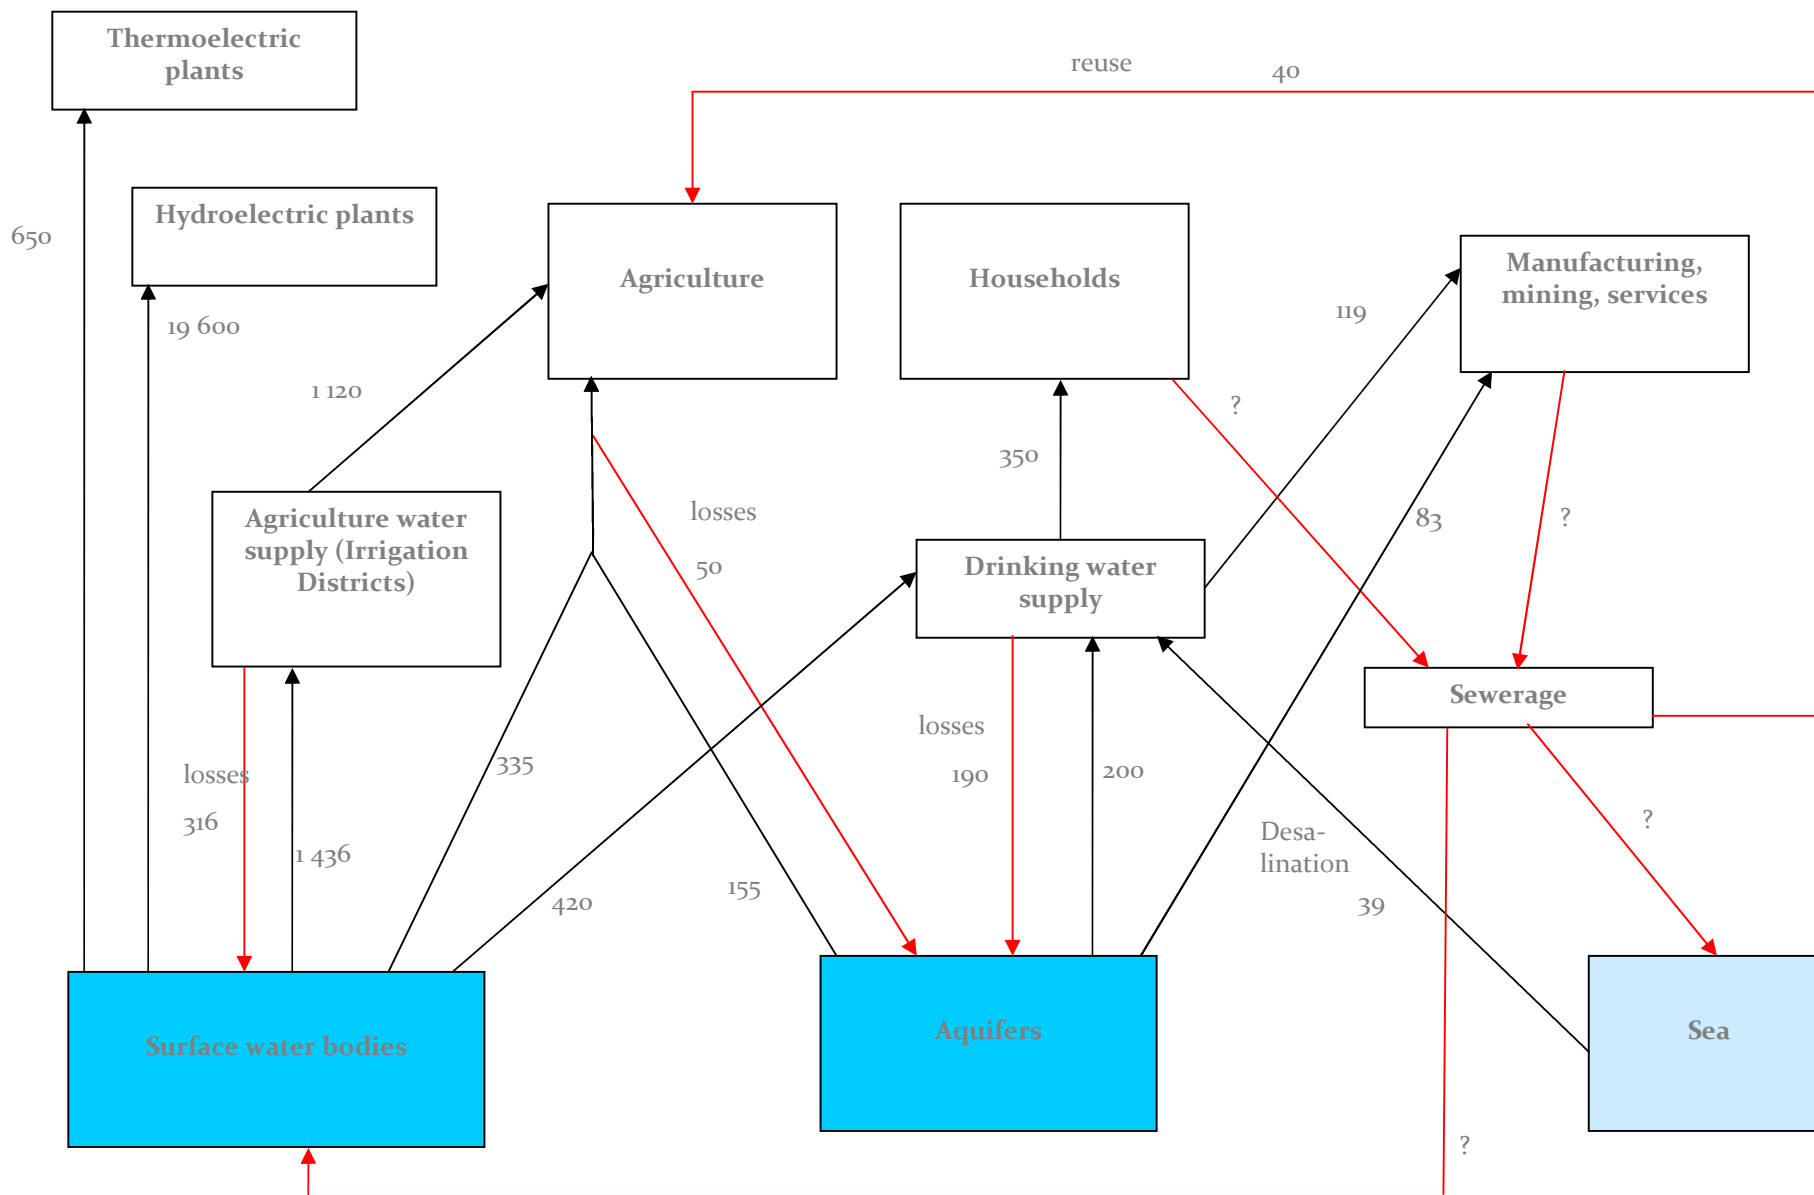 Thermoelectric
plants
reuse
40
650
Hydroelectric plants
19 600
Agriculture
Households
Manufacturing,
mining, services
119
1 120
?
350
losses
50
83
?
Agriculture water
supply (Irrigation
Districts)
Drinking water
supply
Sewerage
losses
316
1 436
335
420
155
losses
190
200
Desa-
lination
39
?
Surface water bodies
Aquifers
Sea
?